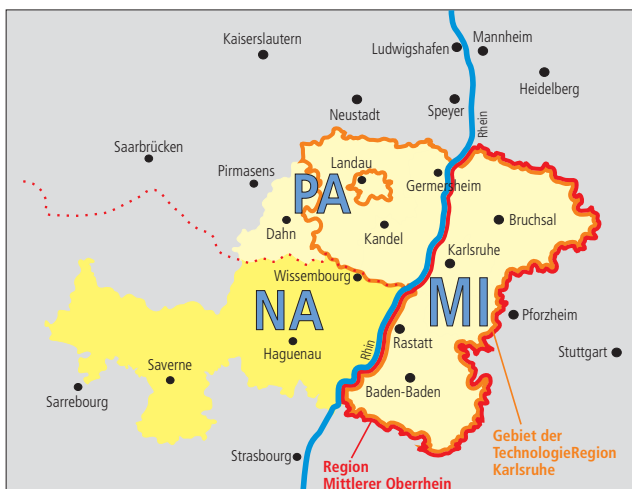 Kaiserslautern
Ludwigshafen
Mannheim
Heidelberg
Neustadt
Speyer
Rhein
Saarbrücken
Pirmasens
Landau
Germersheim
PA
Dahn
Kandel
Bruchsal
Karlsruhe
Wissembourg
NA
MI
Pforzheim
Rhin
Rastatt
Haguenau
Stuttgart
Saverne
Sarrebourg
Baden-Baden
Strasbourg
Region
Mittlerer Oberrhein
Gebiet der
TechnologieRegion
Karlsruhe